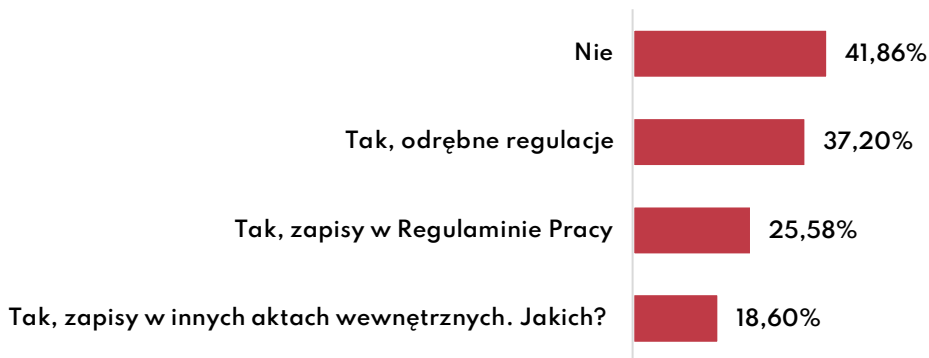 Nie 41,86%
Tak, odrębne regulacje 37,20%
Tak, zapisy w Regulaminie Pracy 25,58%
Tak, zapisy w innych aktach wewnętrznych. Jakich? 18,60%